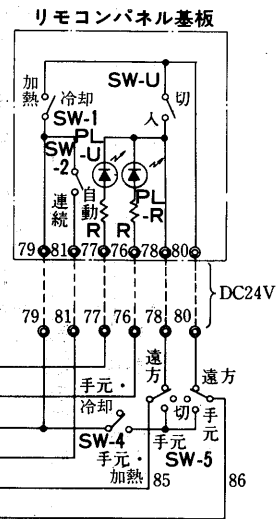 リモコンパネル基板
加熱
冷却
SW-U
切
入
SW-1
SW-2
PL-U
PL-R
連続
自動
R
R
79 81 77 76 78 80
DC24V
79 81 77 76 78 80
遠方
遠方
手元・冷却
切
手元
手元
SW-4
SW-5
手元・加熱
85
86